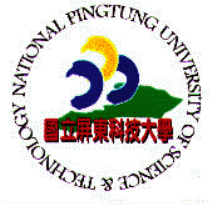 NATIONAL PINGTUNG UNIVERSITY OF SCIENCE & TECHNOLOGY
國立屏東科技大學